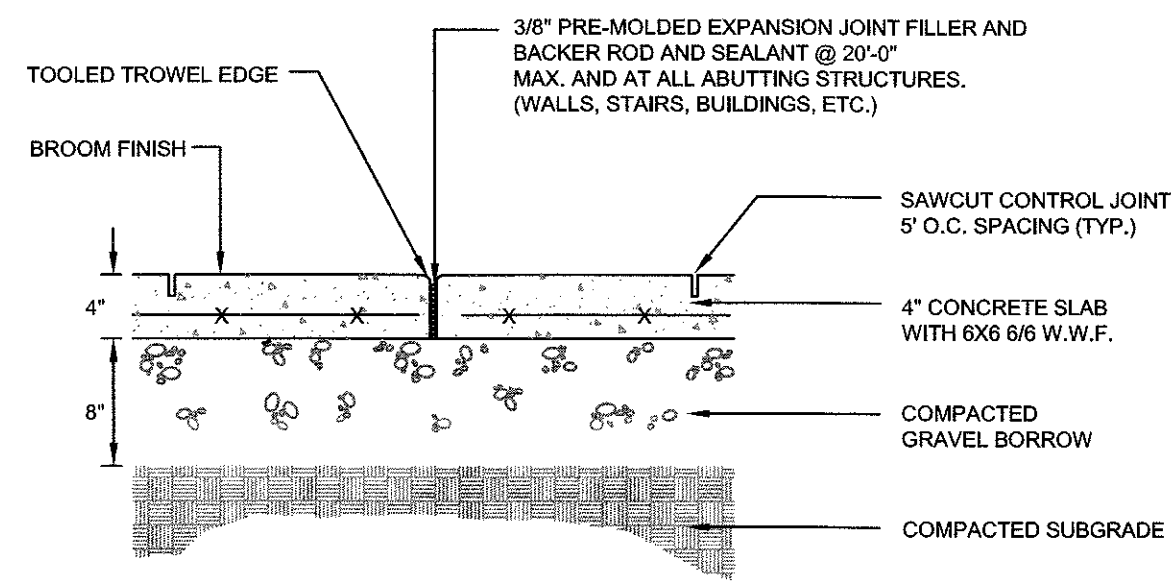 3/8" PRE-MOLDED EXPANSION JOINT FILLER AND
BACKER ROD AND SEALANT @ 20'-0"
MAX. AND AT ALL ABUTTING STRUCTURES.
(WALLS, STAIRS, BUILDINGS, ETC.)
TOOLED TROWEL EDGE
BROOM FINISH
SAWCUT CONTROL JOINT
5' O.C. SPACING (TYP.)
4"
4" CONCRETE SLAB
WITH 6X6 6/6 W.W.F.
8"
COMPACTED
GRAVEL BORROW
COMPACTED SUBGRADE